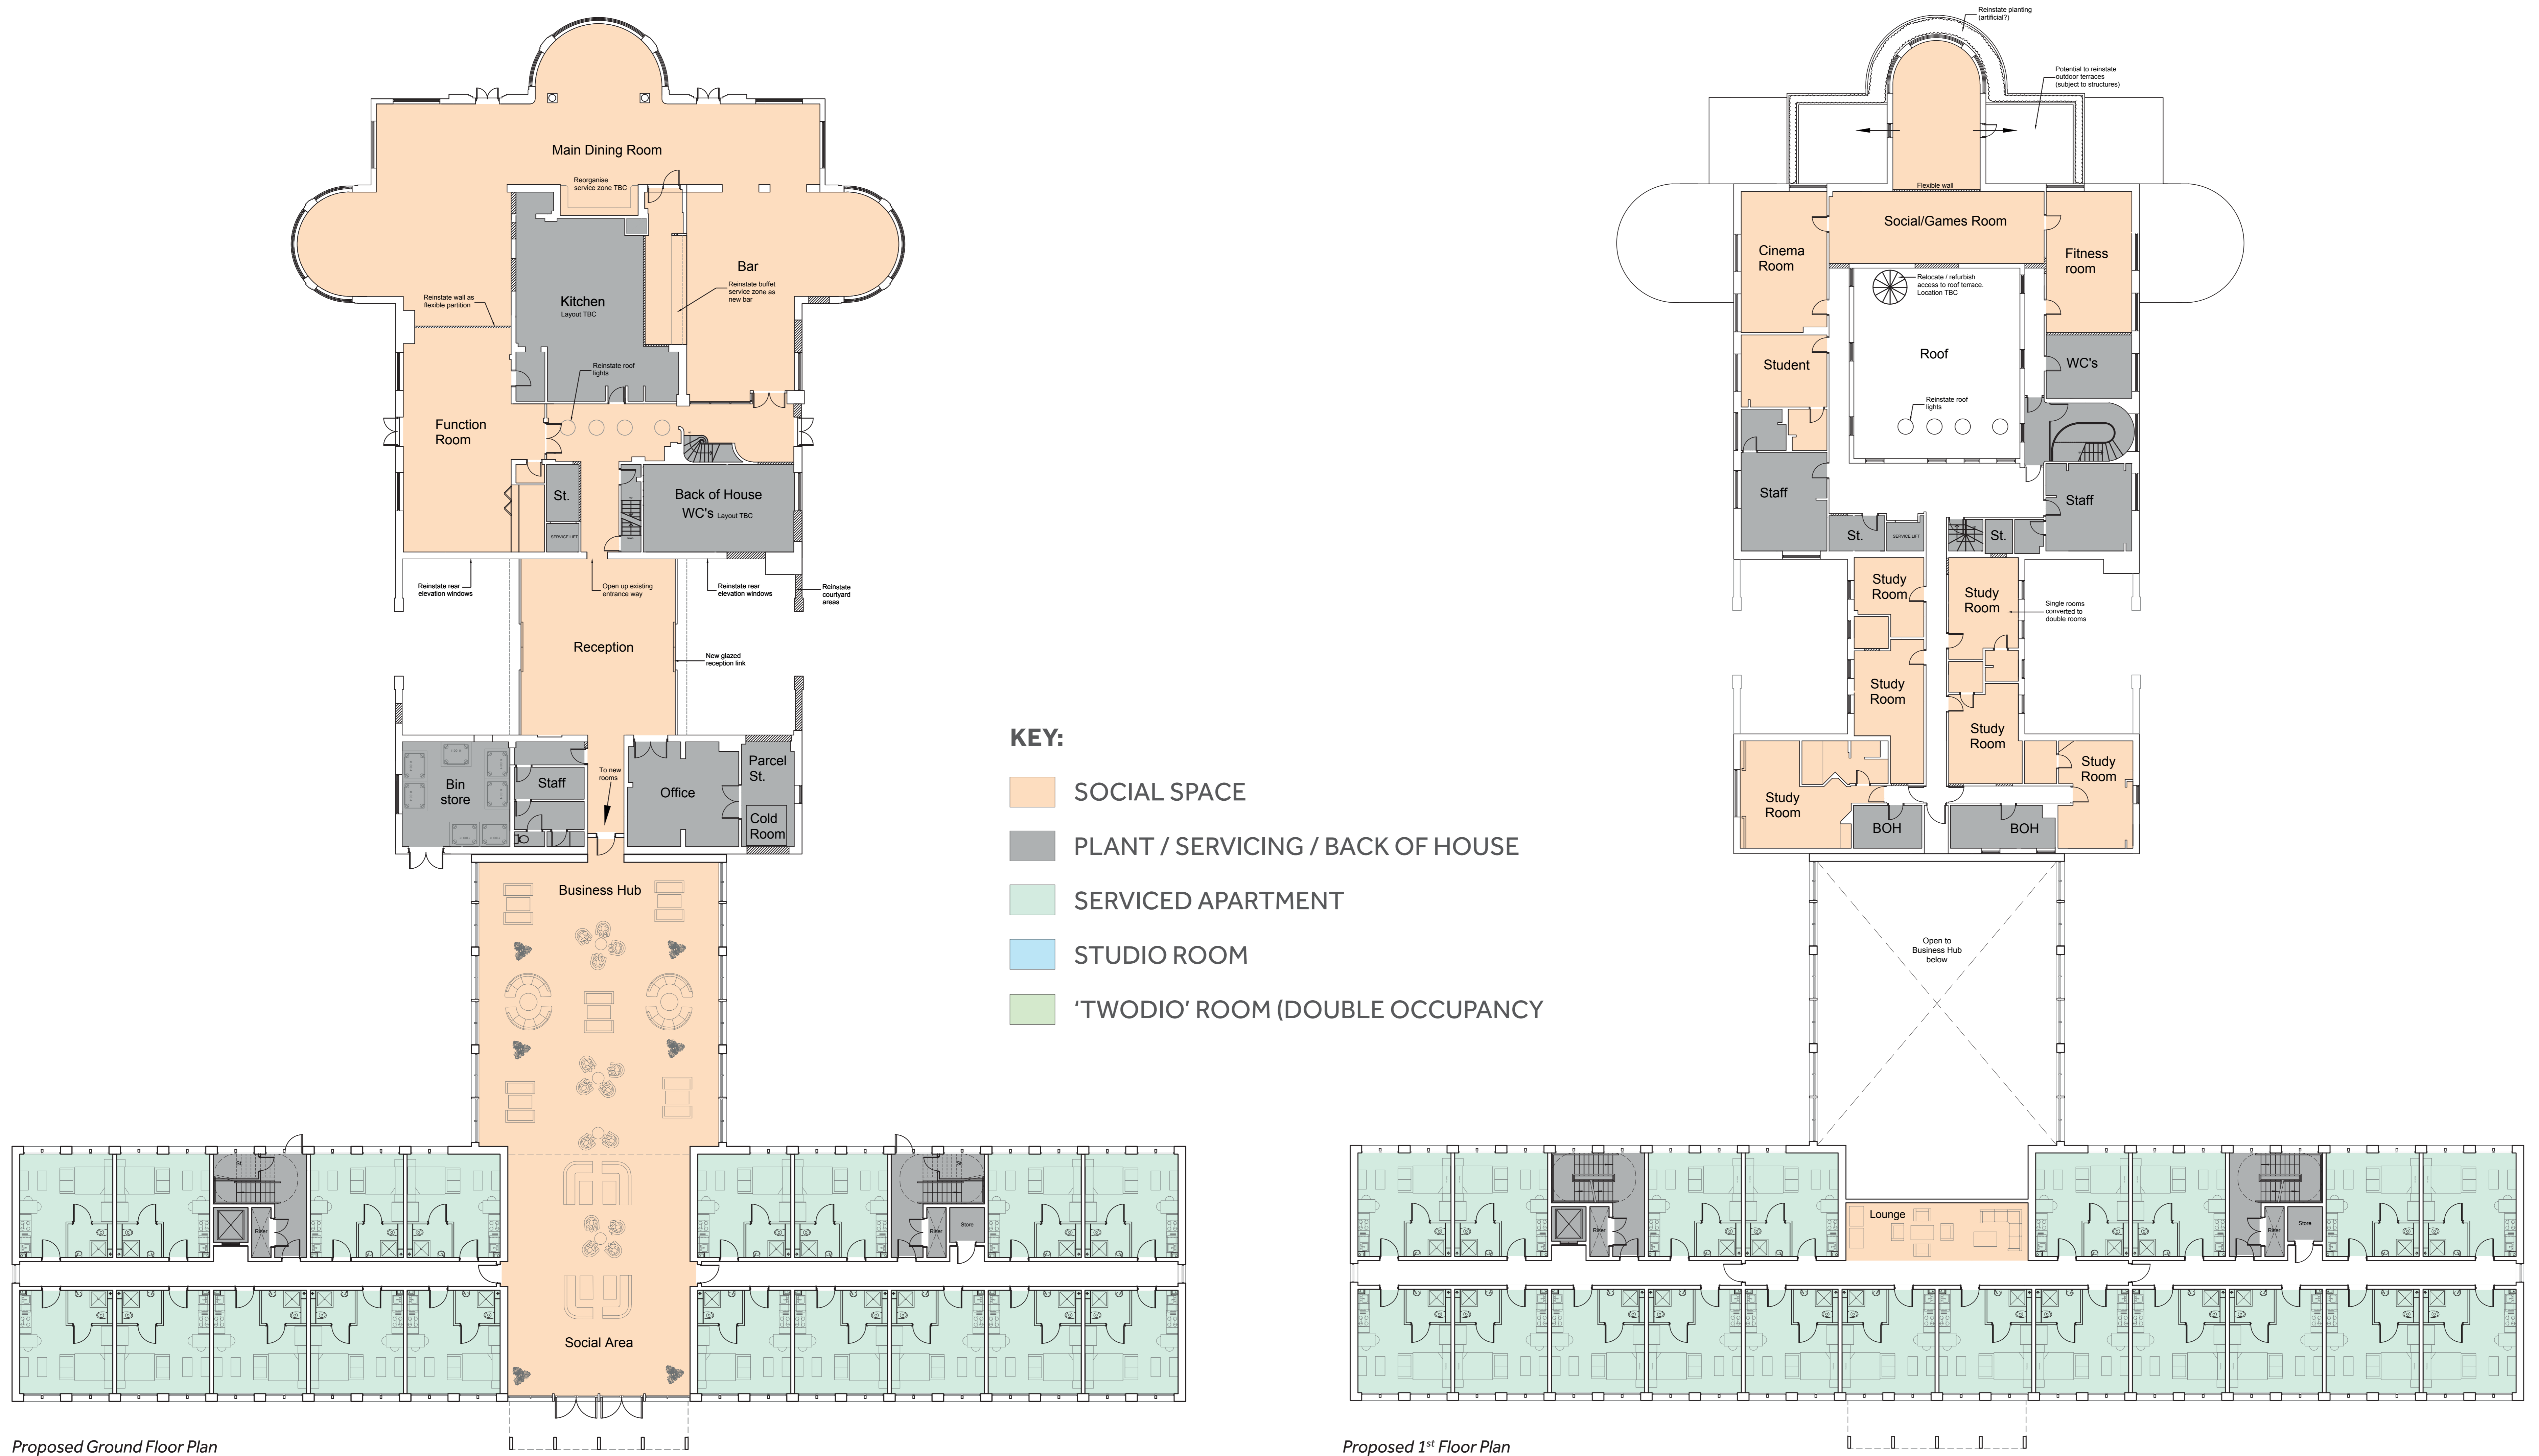 Main Dining Room
Reorganise
service zone TBC
Bar
Reinstate buffet
service zone as
new bar
Kitchen
Layout TBC
Reinstate wall as
flexible partition
Reinstate roof
lights
Function
Room
St.
SERVICE LIFT
Back of House
WC's Layout TBC
Reinstate rear
elevation windows
Open up existing
entrance way
Reinstate rear
elevation windows
Reinstate
courtyard
areas
Reception
New glazed
reception link
Bin
store
Staff
To new
rooms
Office
Parcel
St.
Cold
Room
Business Hub
St.
Riser
St.
Riser
Store
Social Area
Proposed Ground Floor Plan
KEY:
SOCIAL SPACE
PLANT / SERVICING / BACK OF HOUSE
SERVICED APARTMENT
STUDIO ROOM
‘TWODIO’ ROOM (DOUBLE OCCUPANCY
Reinstate planting
(artificial?)
Potential to reinstate
outdoor terraces
(subject to structures)
Flexible wall
Social/Games Room
Cinema
Room
Fitness
room
Relocate / refurbish
access to roof terrace.
Location TBC
Roof
Student
WC's
Reinstate roof
lights
Staff
Staff
St.
SERVICE LIFT
St.
Study
Room
Study
Room
Single rooms
converted to
double rooms
Study
Room
Study
Room
Study
Room
Study
Room
BOH
BOH
Open to
Business Hub
below
Riser
Lounge
Riser
Store
Proposed 1st Floor Plan